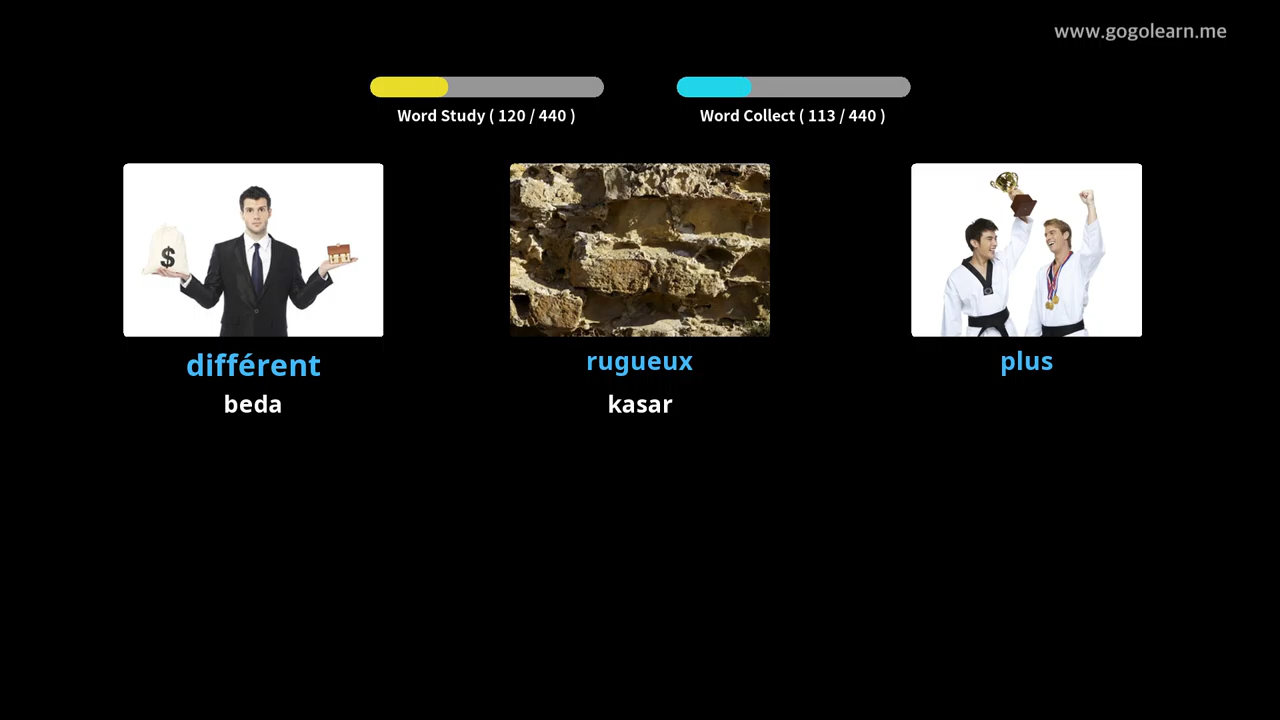 www.gogolearn.me
Word Study ( 120 / 440 )
Word Collect ( 113 / 440 )
$
différent
rugueux
plus
beda
kasar